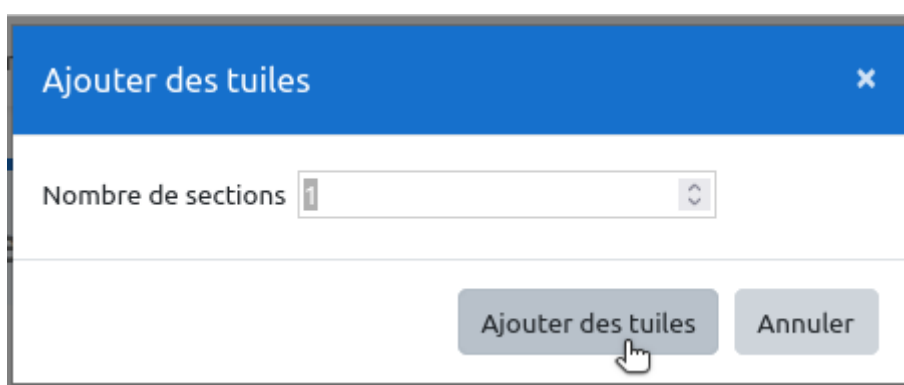 Ajouter des tuiles ×
Nombre de sections 1
Ajouter des tuiles Annuler